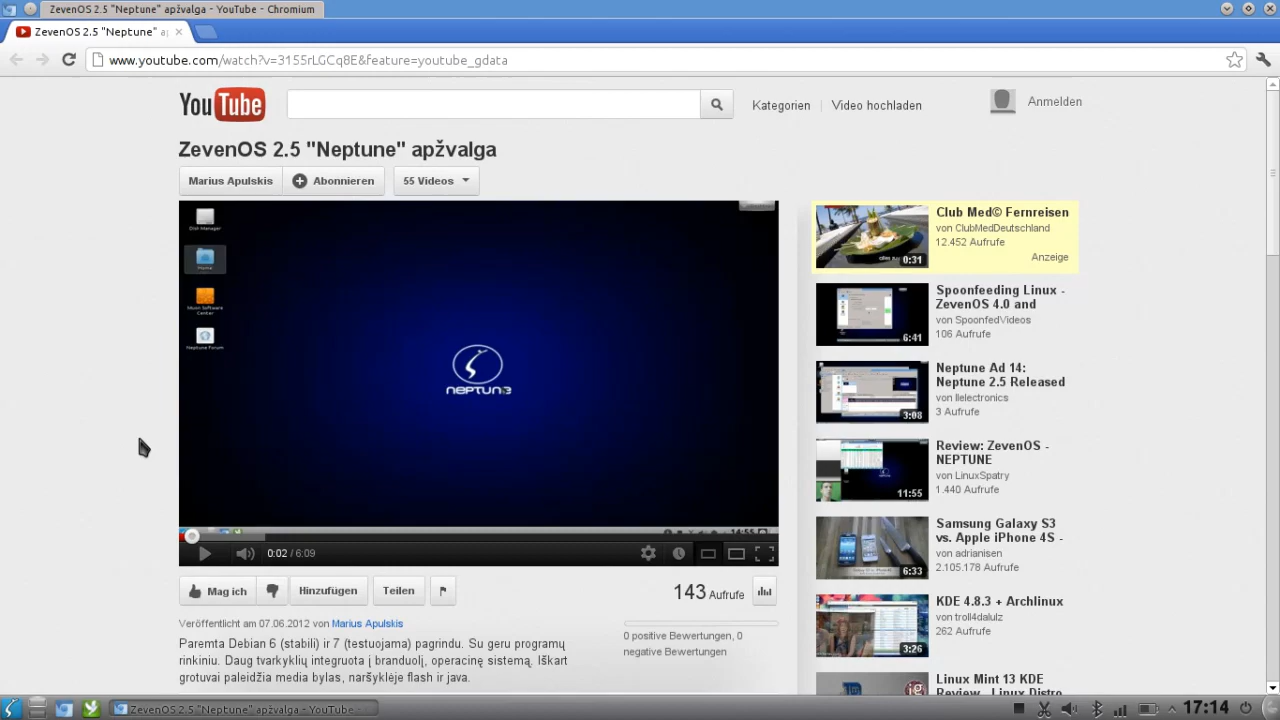 ZevenOS 2.5 "Neptune" apžvalga - YouTube - Chromium
ZevenOS 2.5 "Neptune" a
www.youtube.com/watch?v=3155rLGCq8E&feature=youtube_gdata
YouTube
Kategorien
Video hochladen
Anmelden
ZevenOS 2.5 "Neptune" apžvalga
Marius Apulskis
Abonnieren
55 Videos
Home
Neptune Forum
NEPTUN3
14:55
0:02 / 6:09
Mag ich
Hinzufügen
Teilen
143 Aufrufe
Veröffentlicht am 07.06.2012 von Marius Apulskis
Paremta Debian 6 (stabili) ir 7 (testuojama) pagrindu. Su geru programų
rinkiniu. Daug tvarkyklių integruota į branduolį, operacinę sistemą. Iškart
grotuvai paleidžia media bylas, naršyklėje flash ir java.
0 positive Bewertungen, 0
negative Bewertungen
Club Med© Fernreisen
von ClubMedDeutschland
12.452 Aufrufe
Anzeige
0:31
Spoonfeeding Linux -
ZevenOS 4.0 and
von SpoonfedVideos
106 Aufrufe
6:41
Neptune Ad 14:
Neptune 2.5 Released
von llelectronics
3 Aufrufe
3:08
Review: ZevenOS -
NEPTUNE
von LinuxSpatry
1.440 Aufrufe
11:55
Samsung Galaxy S3
vs. Apple iPhone 4S -
von adrianisen
2.105.178 Aufrufe
6:33
KDE 4.8.3 + Archlinux
von troll4dalulz
262 Aufrufe
3:26
Linux Mint 13 KDE
Review - Linux Distro
ZevenOS 2.5 "Neptune" apžvalga - YouTube -
17:14